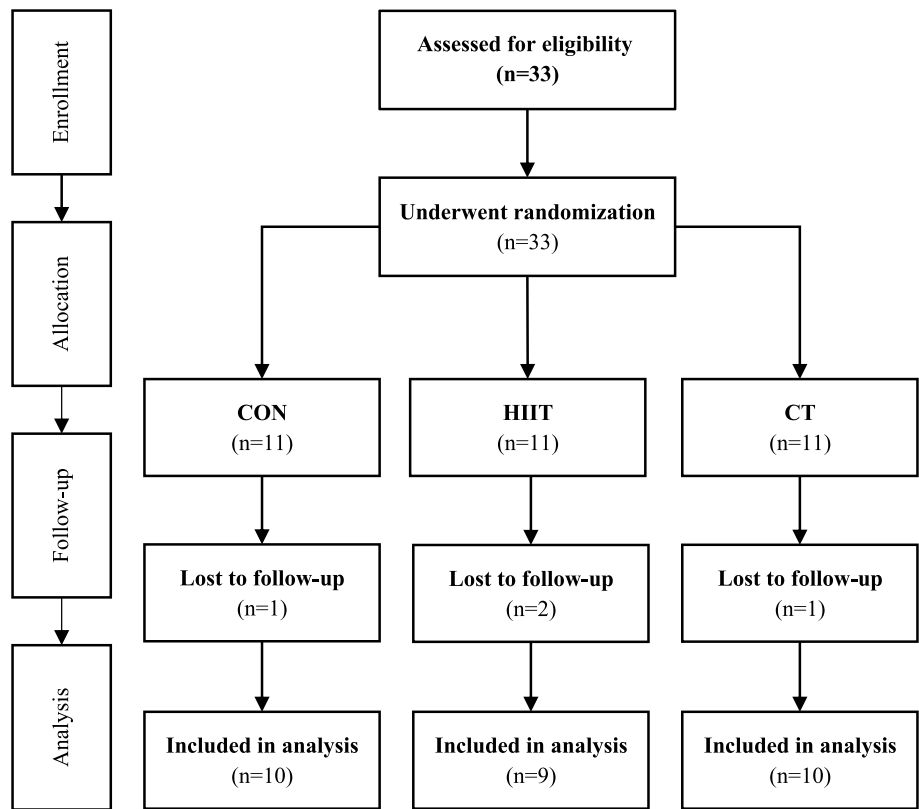 Enrollment
Allocation
Follow-up
Analysis
Assessed for eligibility
(n=33)
Underwent randomization
(n=33)
CON
(n=11)
HIIT
(n=11)
CT
(n=11)
Lost to follow-up
(n=1)
Lost to follow-up
(n=2)
Lost to follow-up
(n=1)
Included in analysis
(n=10)
Included in analysis
(n=9)
Included in analysis
(n=10)